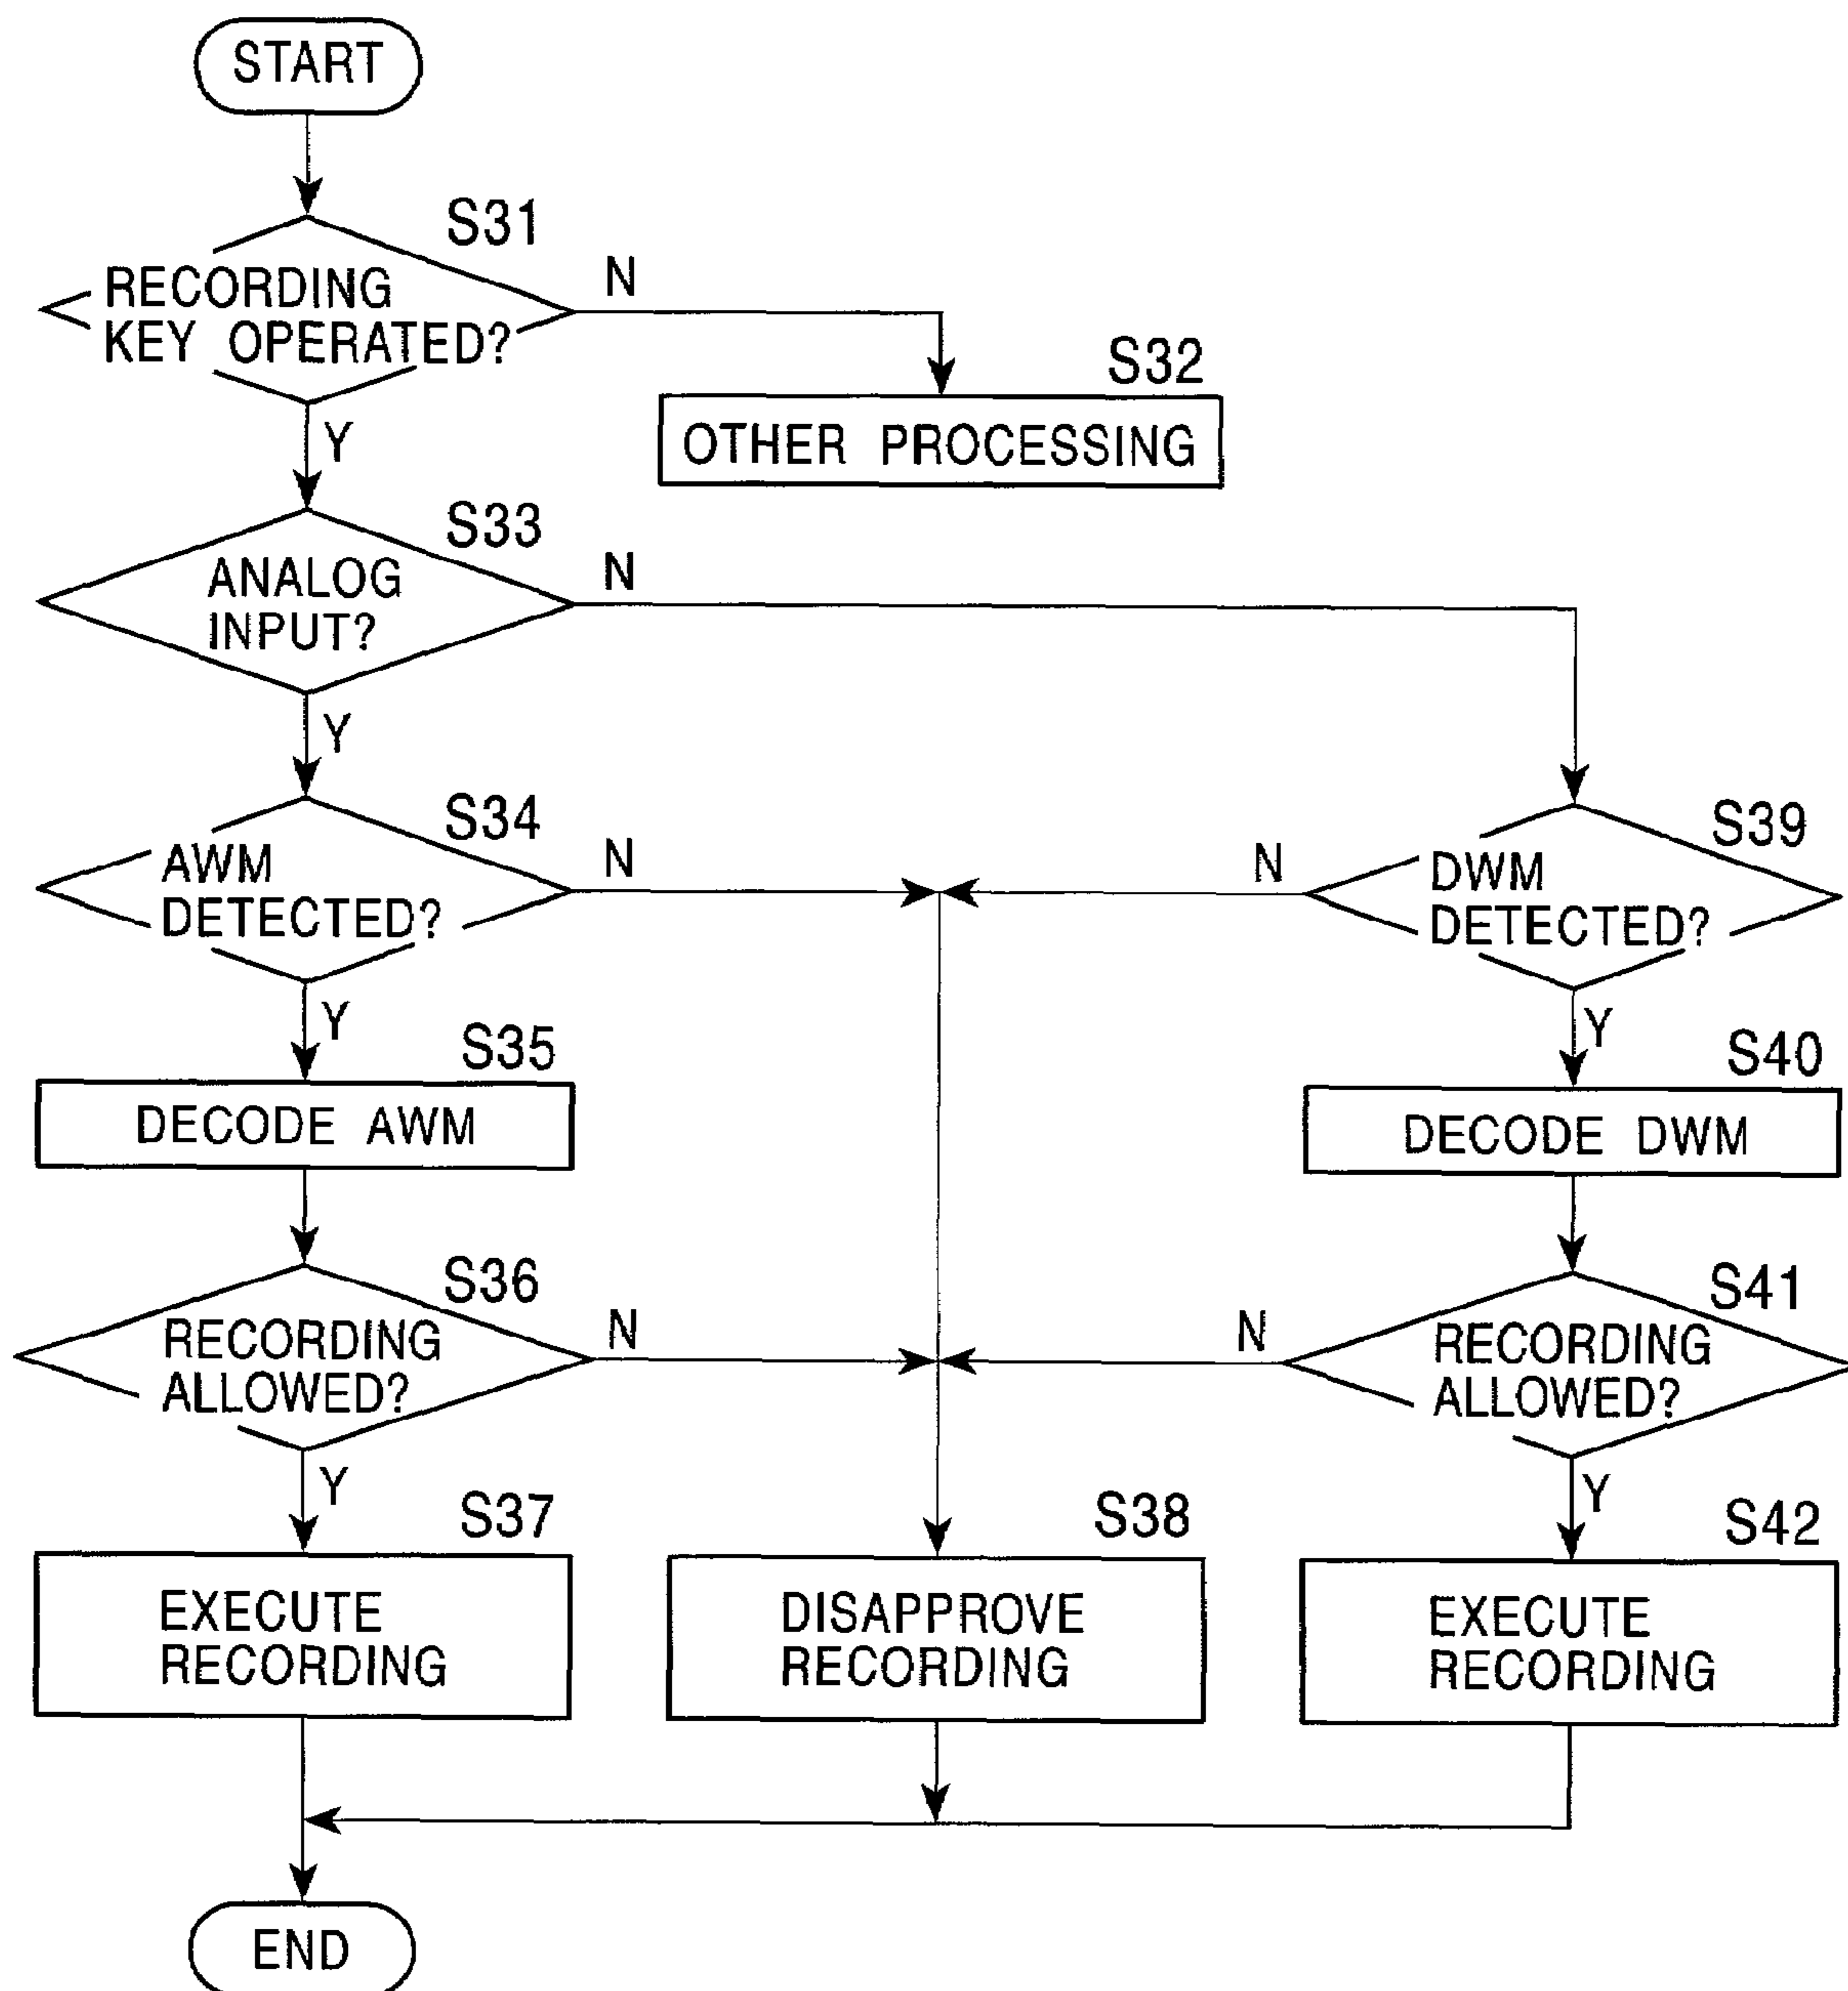 START
S31
RECORDING
KEY OPERATED?
N
Y
S32
OTHER PROCESSING
S33
ANALOG
INPUT?
N
Y
S34
AWM
DETECTED?
N
Y
S39
DWM
DETECTED?
N
Y
S35
DECODE AWM
S40
DECODE DWM
S36
RECORDING
ALLOWED?
N
Y
S41
RECORDING
ALLOWED?
N
Y
S37
EXECUTE
RECORDING
S38
DISAPPROVE
RECORDING
S42
EXECUTE
RECORDING
END